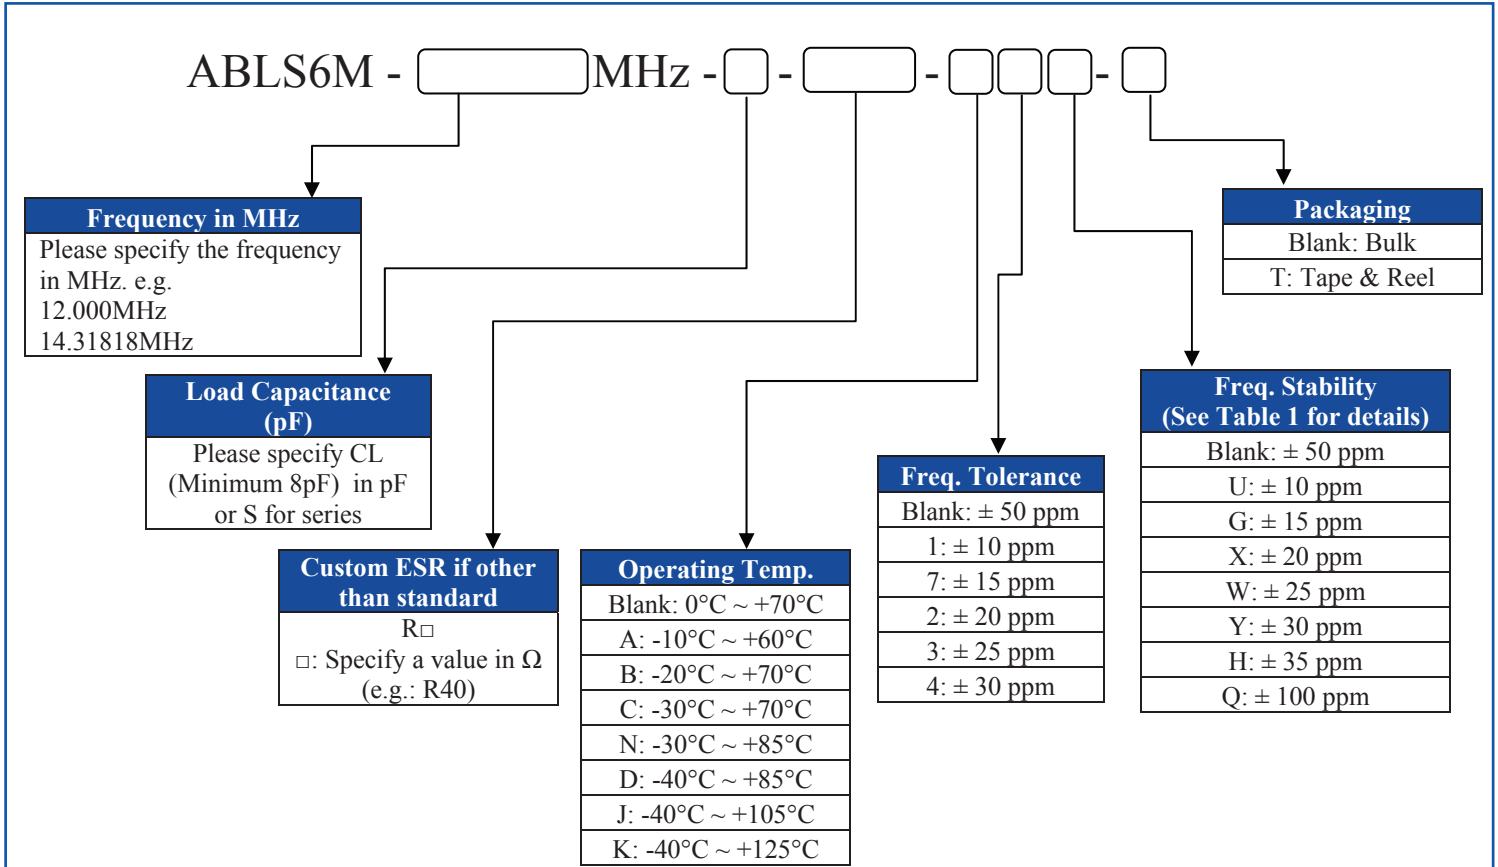 ABLS6M - MHz - - - -
Frequency in MHz
Please specify the frequency
in MHz. e.g.
12.000MHz
14.31818MHz
Load Capacitance
(pF)
Please specify CL
(Minimum 8pF) in pF
or S for series
Custom ESR if other
than standard
R□
□: Specify a value in Ω
(e.g.: R40)
Operating Temp.
Blank: 0°C ~ +70°C
A: -10°C ~ +60°C
B: -20°C ~ +70°C
C: -30°C ~ +70°C
N: -30°C ~ +85°C
D: -40°C ~ +85°C
J: -40°C ~ +105°C
K: -40°C ~ +125°C
Freq. Tolerance
Blank: ± 50 ppm
1: ± 10 ppm
7: ± 15 ppm
2: ± 20 ppm
3: ± 25 ppm
4: ± 30 ppm
Freq. Stability
(See Table 1 for details)
Blank: ± 50 ppm
U: ± 10 ppm
G: ± 15 ppm
X: ± 20 ppm
W: ± 25 ppm
Y: ± 30 ppm
H: ± 35 ppm
Q: ± 100 ppm
Packaging
Blank: Bulk
T: Tape & Reel